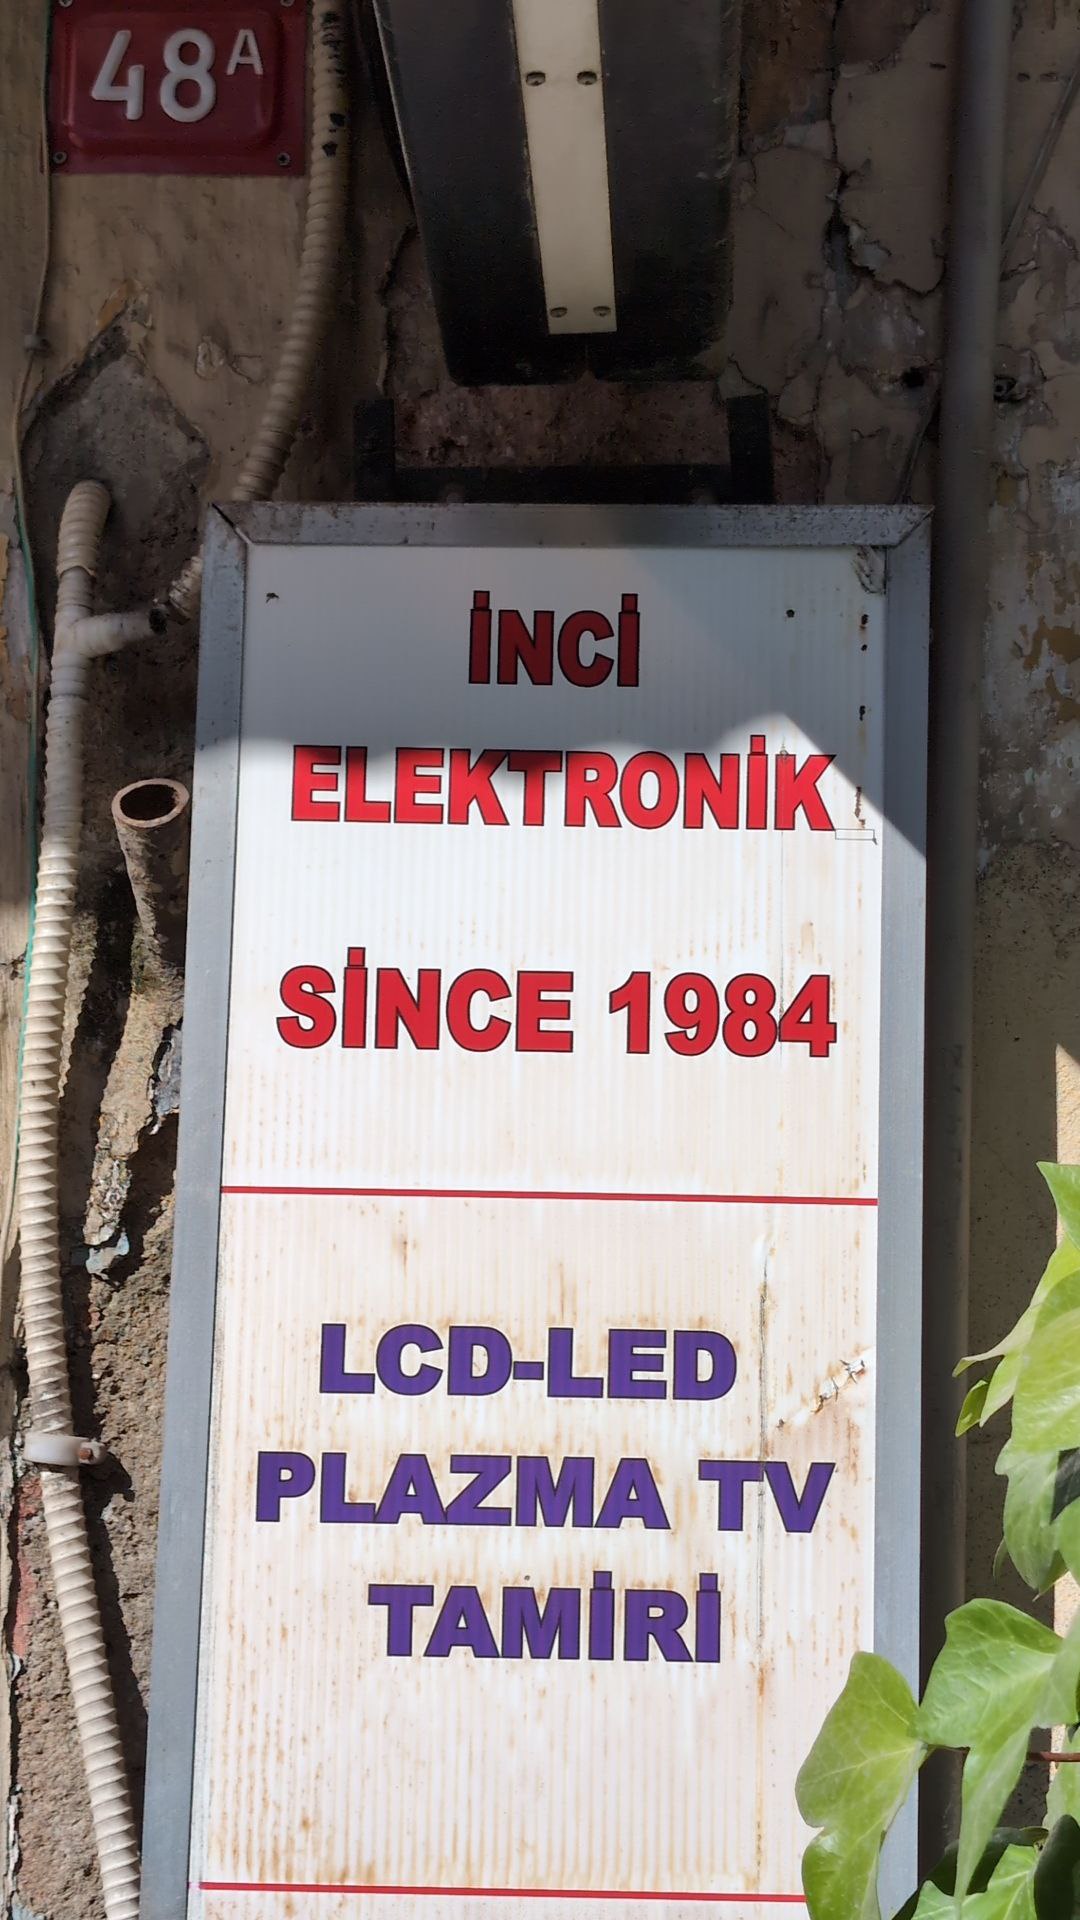 48A
İNCİ
ELEKTRONİK
SİNCE 1984
LCD-LED
PLAZMA TV
TAMİRİ